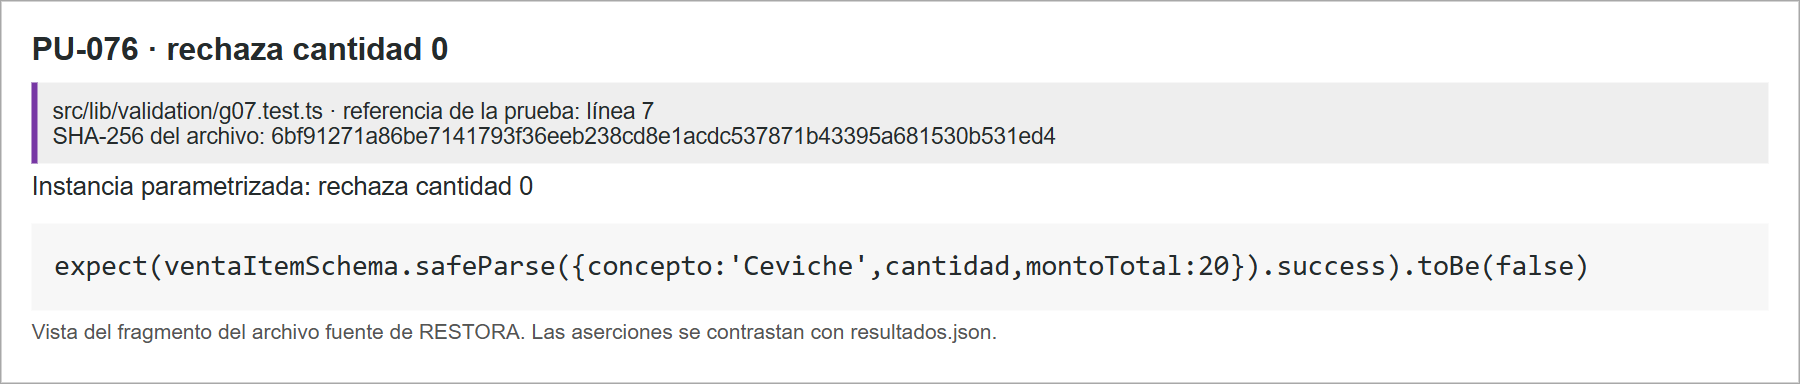 PU-076 · rechaza cantidad 0
src/lib/validation/g07.test.ts · referencia de la prueba: línea 7
SHA-256 del archivo: 6bf91271a86be7141793f36eeb238cd8e1acdc537871b43395a681530b531ed4
Instancia parametrizada: rechaza cantidad 0
expect(ventaItemSchema.safeParse({concepto:'Ceviche',cantidad,montoTotal:20}).success).toBe(false)
Vista del fragmento del archivo fuente de RESTORA. Las aserciones se contrastan con resultados.json.